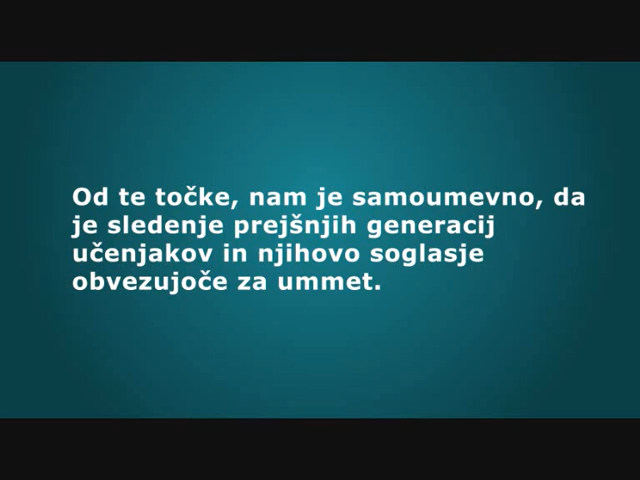 Od te točke, nam je samoumevno, da
je sledenje prejšnjih generacij
učenjakov in njihovo soglasje
obvezujoče za ummet.